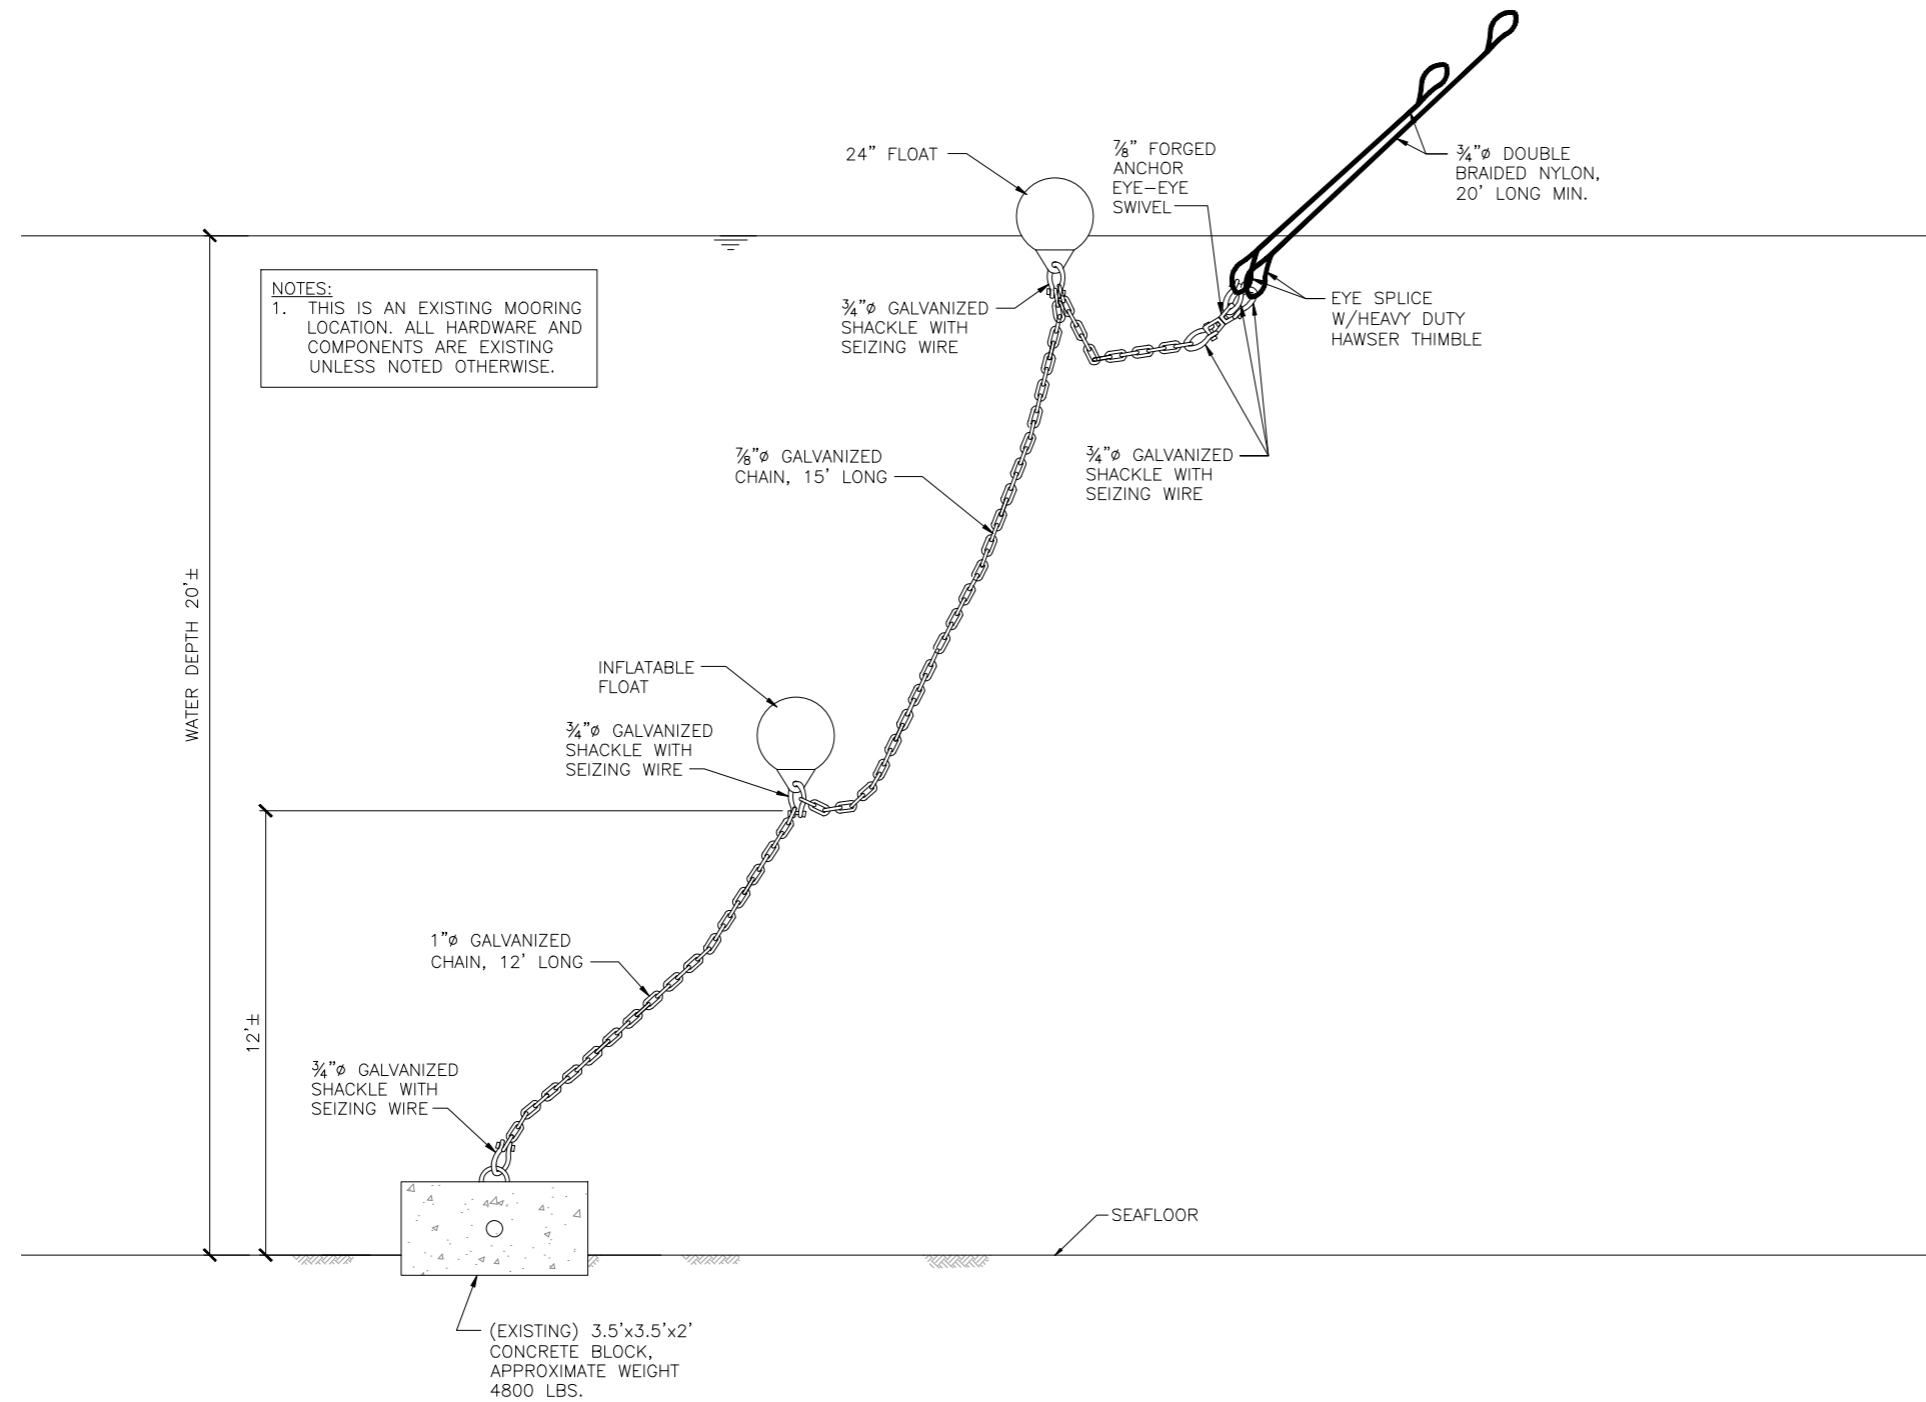 24" FLOAT
⅞" FORGED
ANCHOR
EYE-EYE
SWIVEL
¾"ø DOUBLE
BRAIDED NYLON,
20' LONG MIN.
NOTES:
1. THIS IS AN EXISTING MOORING
LOCATION. ALL HARDWARE AND
COMPONENTS ARE EXISTING
UNLESS NOTED OTHERWISE.
¾"ø GALVANIZED
SHACKLE WITH
SEIZING WIRE
EYE SPLICE
W/HEAVY DUTY
HAWSER THIMBLE
⅞"ø GALVANIZED
CHAIN, 15' LONG
¾"ø GALVANIZED
SHACKLE WITH
SEIZING WIRE
WATER DEPTH 20'±
INFLATABLE
FLOAT
¾"ø GALVANIZED
SHACKLE WITH
SEIZING WIRE
1"ø GALVANIZED
CHAIN, 12' LONG
12'±
¾"ø GALVANIZED
SHACKLE WITH
SEIZING WIRE
SEAFLOOR
(EXISTING) 3.5'x3.5'x2'
CONCRETE BLOCK,
APPROXIMATE WEIGHT
4800 LBS.